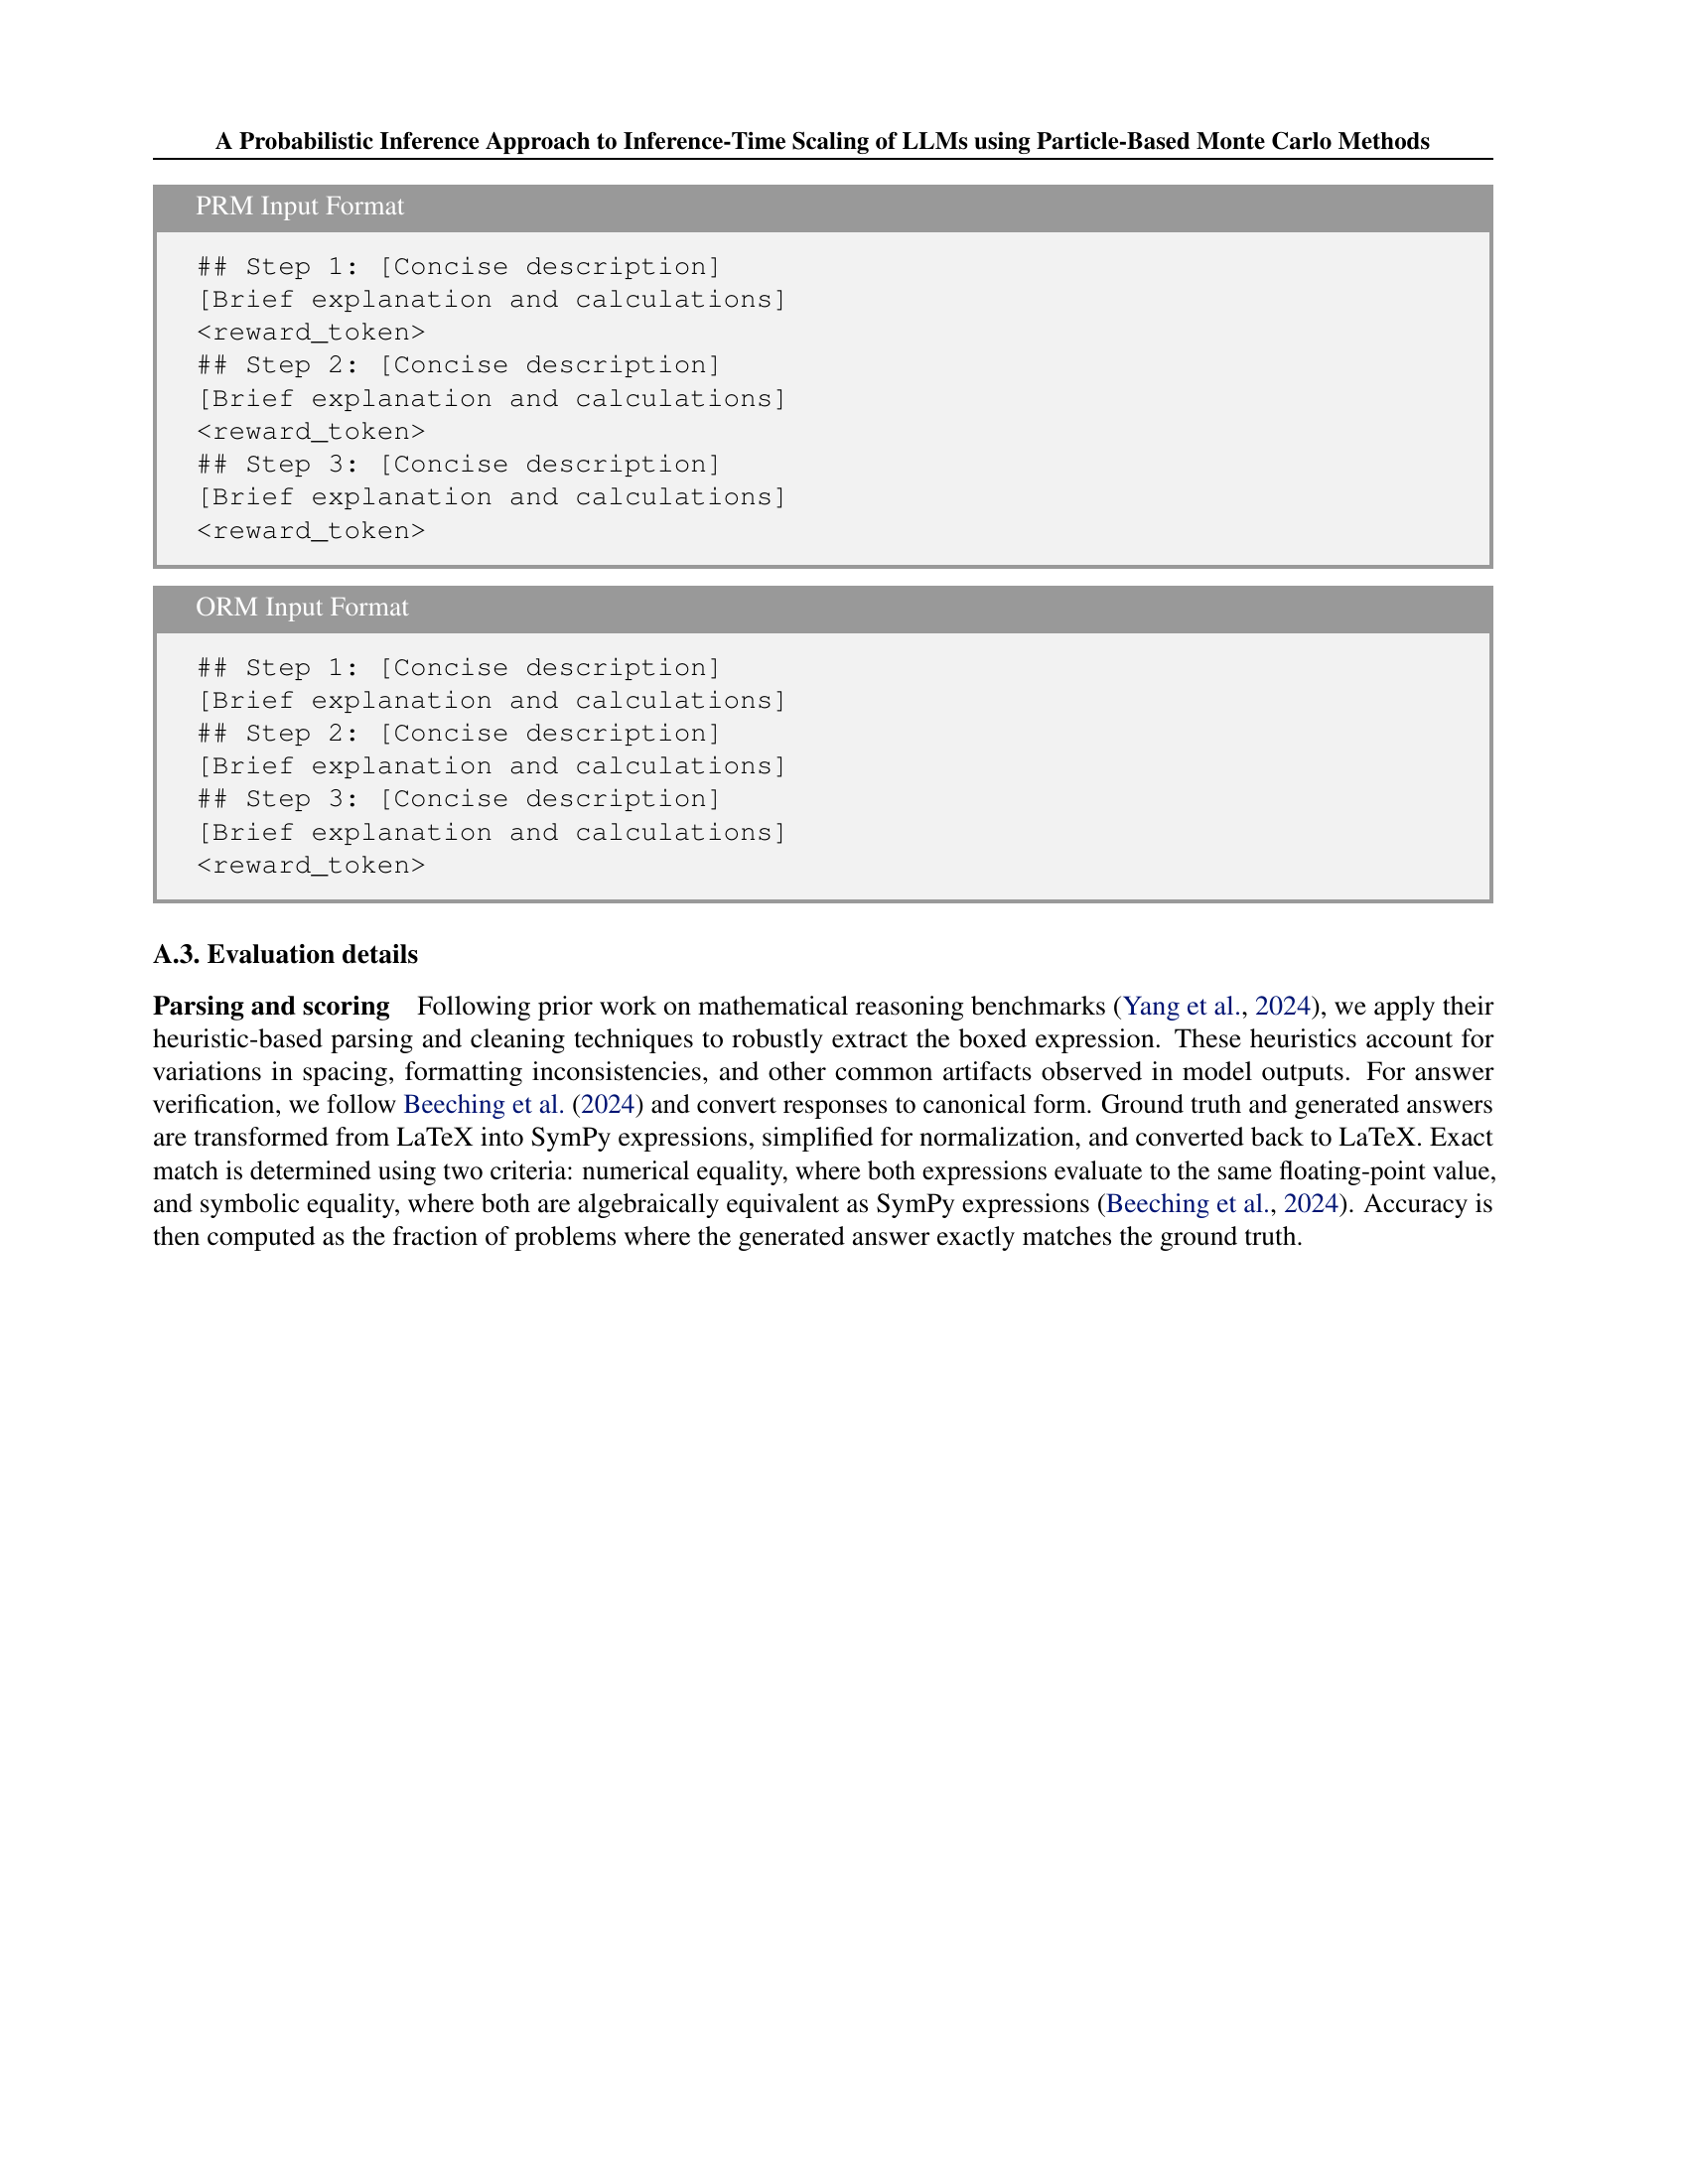 A Probabilistic Inference Approach to Inference-Time Scaling of LLMs using Particle-Based Monte Carlo Methods
PRM Input Format
## Step 1: [Concise description]
[Brief explanation and calculations]
<reward_token>
## Step 2: [Concise description]
[Brief explanation and calculations]
<reward_token>
## Step 3: [Concise description]
[Brief explanation and calculations]
<reward_token>
ORM Input Format
## Step 1: [Concise description]
[Brief explanation and calculations]
## Step 2: [Concise description]
[Brief explanation and calculations]
## Step 3: [Concise description]
[Brief explanation and calculations]
<reward_token>
A.3. Evaluation details
Parsing and scoring Following prior work on mathematical reasoning benchmarks (Yang et al., 2024), we apply their
heuristic-based parsing and cleaning techniques to robustly extract the boxed expression. These heuristics account for
variations in spacing, formatting inconsistencies, and other common artifacts observed in model outputs. For answer
verification, we follow Beeching et al. (2024) and convert responses to canonical form. Ground truth and generated answers
are transformed from LaTeX into SymPy expressions, simplified for normalization, and converted back to LaTeX. Exact
match is determined using two criteria: numerical equality, where both expressions evaluate to the same floating-point value,
and symbolic equality, where both are algebraically equivalent as SymPy expressions (Beeching et al., 2024). Accuracy is
then computed as the fraction of problems where the generated answer exactly matches the ground truth.